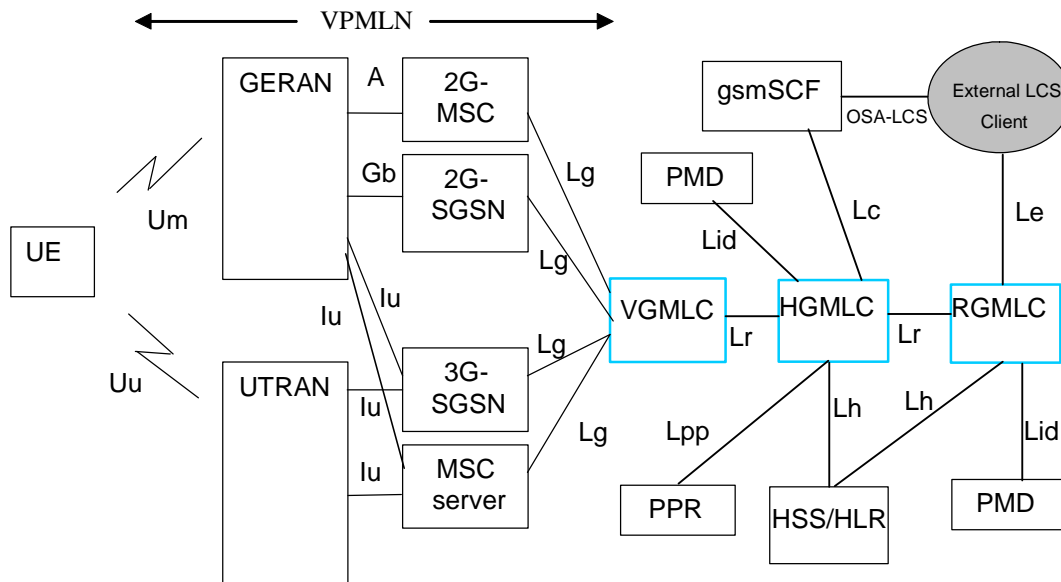 VPMLN
GERAN
A
2G-
MSC
gsmSCF
OSA-LCS
External LCS
Client
Gb
2G-
SGSN
Lg
PMD
Um
Lid
Lc
Le
UE
Lg
VGMLC
HGMLC
RGMLC
Iu
Iu
Lr
Lr
Uu
UTRAN
3G-
SGSN
Lg
Iu
Lpp
Lh
Lh
Lg
Lid
Iu
MSC
server
PPR
HSS/HLR
PMD